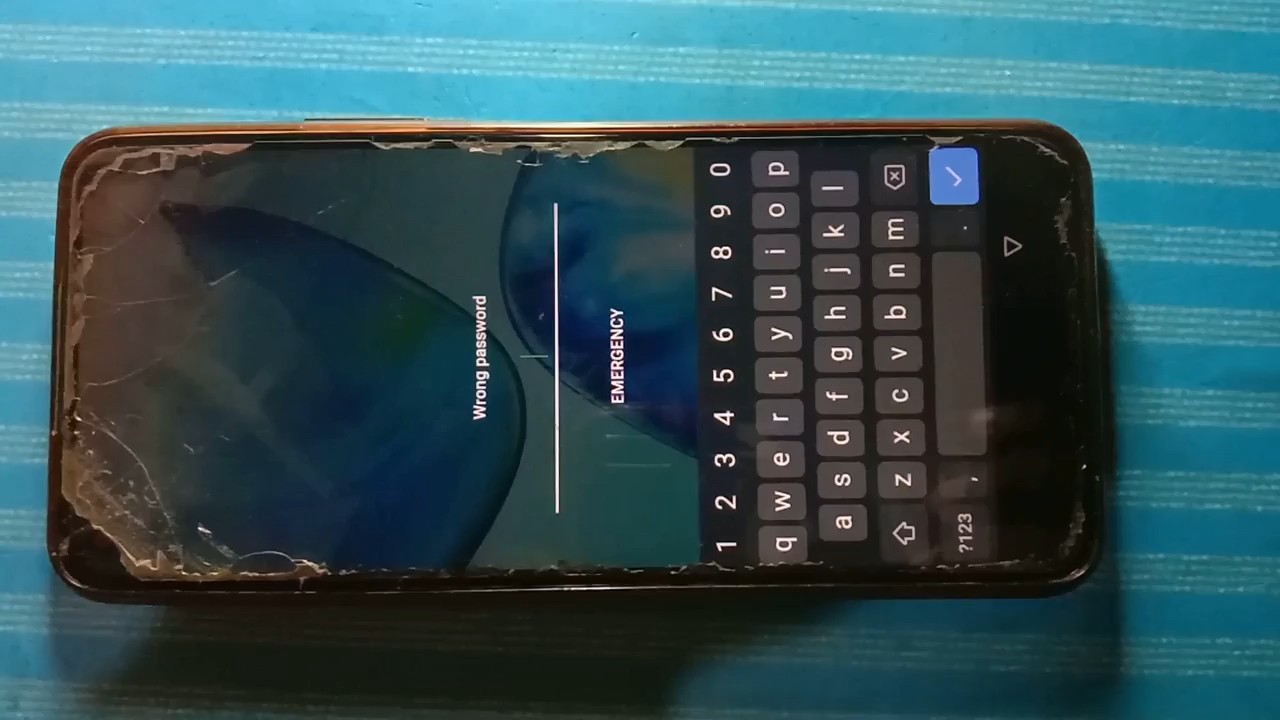 Wrong password
EMERGENCY
1 2 3 4 5 6 7 8 9 0
q w e r t y u i o p
a s d f g h j k l
z x c v b n m
?123 , .